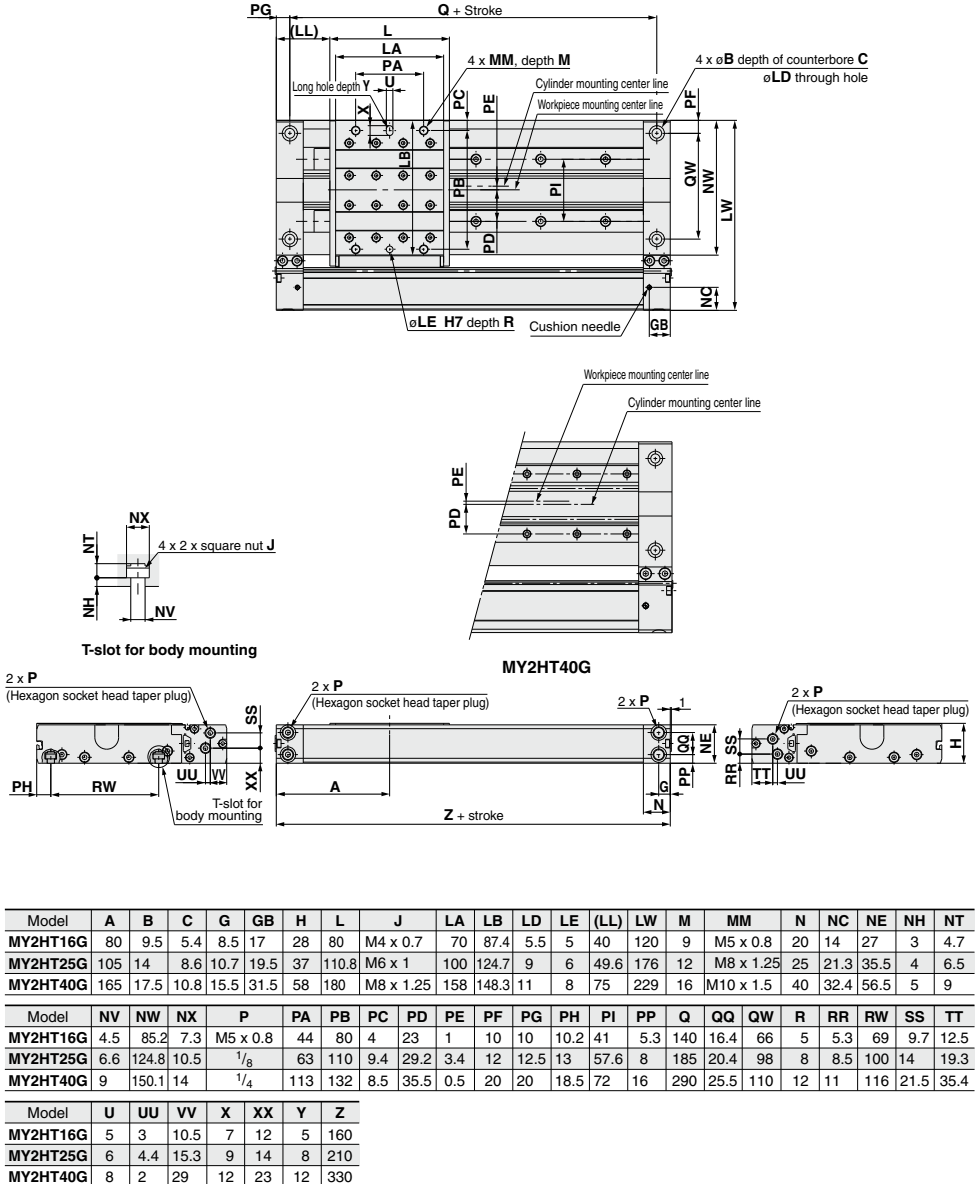 PG
Q + Stroke
(LL)
L
LA
PA
U
Long hole depth Y
X
4 x MM, depth M
Cylinder mounting center line
Workpiece mounting center line
4 x øB depth of counterbore C
øLD through hole
PC
PE
PF
LB
PB
PD
PI
QW
NW
LW
NC
GB
øLE H7 depth R
Cushion needle
Workpiece mounting center line
Cylinder mounting center line
PE
PD
MY2HT40G
NX
NT
4 x 2 x square nut J
NH
NV
T-slot for body mounting
2 x P
(Hexagon socket head taper plug)
SS
UU
VV
XX
PH
RW
T-slot for
body mounting
2 x P
(Hexagon socket head taper plug)
2 x P
1
QQ
NE
PP
G
N
A
Z + stroke
2 x P
(Hexagon socket head taper plug)
SS
RR
TT
UU
H
Model A B C G GB H L J LA LB LD LE (LL) LW M MM N NC NE NH NT
MY2HT16G 80 9.5 5.4 8.5 17 28 80 M4 x 0.7 70 87.4 5.5 5 40 120 9 M5 x 0.8 20 14 27 3 4.7
MY2HT25G 105 14 8.6 10.7 19.5 37 110.8 M6 x 1 100 124.7 9 6 49.6 176 12 M8 x 1.25 25 21.3 35.5 4 6.5
MY2HT40G 165 17.5 10.8 15.5 31.5 58 180 M8 x 1.25 158 148.3 11 8 75 229 16 M10 x 1.5 40 32.4 56.5 5 9
Model NV NW NX P PA PB PC PD PE PF PG PH PI PP Q QQ QW R RR RW SS TT
MY2HT16G 4.5 85.2 7.3 M5 x 0.8 44 80 4 23 1 10 10 10.2 41 5.3 140 16.4 66 5 5.3 69 9.7 12.5
MY2HT25G 6.6 124.8 10.5 1/8 63 110 9.4 29.2 3.4 12 12.5 13 57.6 8 185 20.4 98 8 8.5 100 14 19.3
MY2HT40G 9 150.1 14 1/4 113 132 8.5 35.5 0.5 20 20 18.5 72 16 290 25.5 110 12 11 116 21.5 35.4
Model U UU VV X XX Y Z
MY2HT16G 5 3 10.5 7 12 5 160
MY2HT25G 6 4.4 15.3 9 14 8 210
MY2HT40G 8 2 29 12 23 12 330